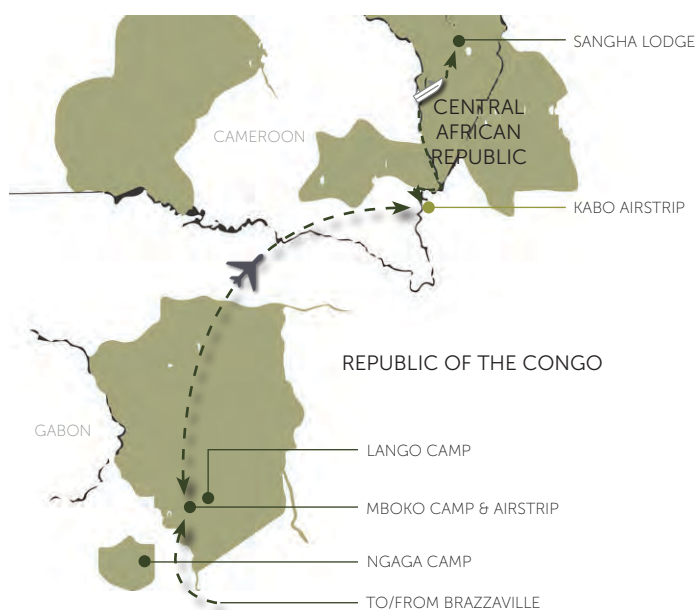 SANGHA LODGE
CENTRAL
AFRICAN
REPUBLIC
CAMEROON
KABO AIRSTRIP
REPUBLIC OF THE CONGO
GABON
LANGO CAMP
MBOKO CAMP & AIRSTRIP
NGAGA CAMP
TO/FROM BRAZZAVILLE